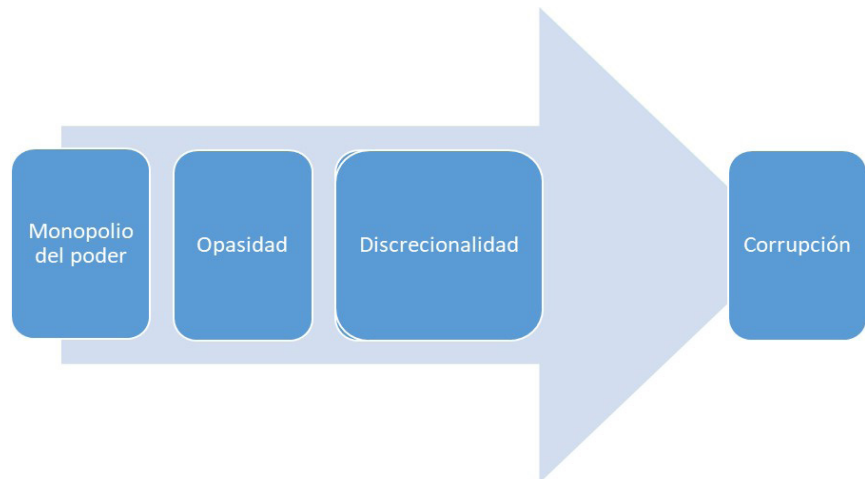 Monopolio
del poder
Opasidad
Discrecionalidad
Corrupción